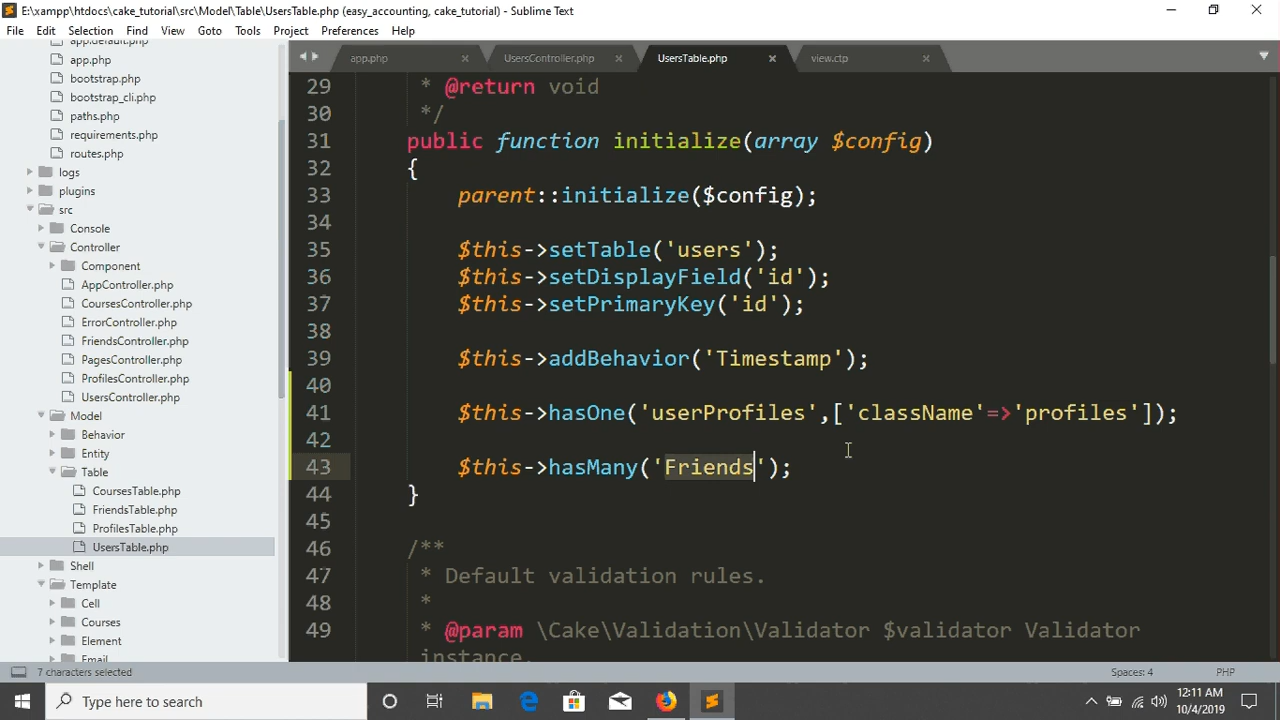 E:\xampp\htdocs\cake_tutorial\src\Model\Table\UsersTable.php (easy_accounting, cake_tutorial) - Sublime Text
File Edit Selection Find View Goto Tools Project Preferences Help
app.default.php
app.php
bootstrap.php
bootstrap_cli.php
paths.php
requirements.php
routes.php
logs
plugins
src
Console
Controller
Component
AppController.php
CoursesController.php
ErrorController.php
FriendsController.php
PagesController.php
ProfilesController.php
UsersController.php
Model
Behavior
Entity
Table
CoursesTable.php
FriendsTable.php
ProfilesTable.php
UsersTable.php
Shell
Template
Cell
Courses
Element
Email
app.php UsersController.php UsersTable.php view.ctp
29 * @return void
30 */
31 public function initialize(array $config)
32 {
33 parent::initialize($config);
34
35 $this->setTable('users');
36 $this->setDisplayField('id');
37 $this->setPrimaryKey('id');
38
39 $this->addBehavior('Timestamp');
40
41 $this->hasOne('userProfiles',['className'=>'profiles']);
42
43 $this->hasMany('Friends');
44 }
45
46 /**
47 * Default validation rules.
48 *
49 * @param \Cake\Validation\Validator $validator Validator
instance.
7 characters selected Spaces: 4 PHP
Type here to search
12:11 AM
10/4/2019